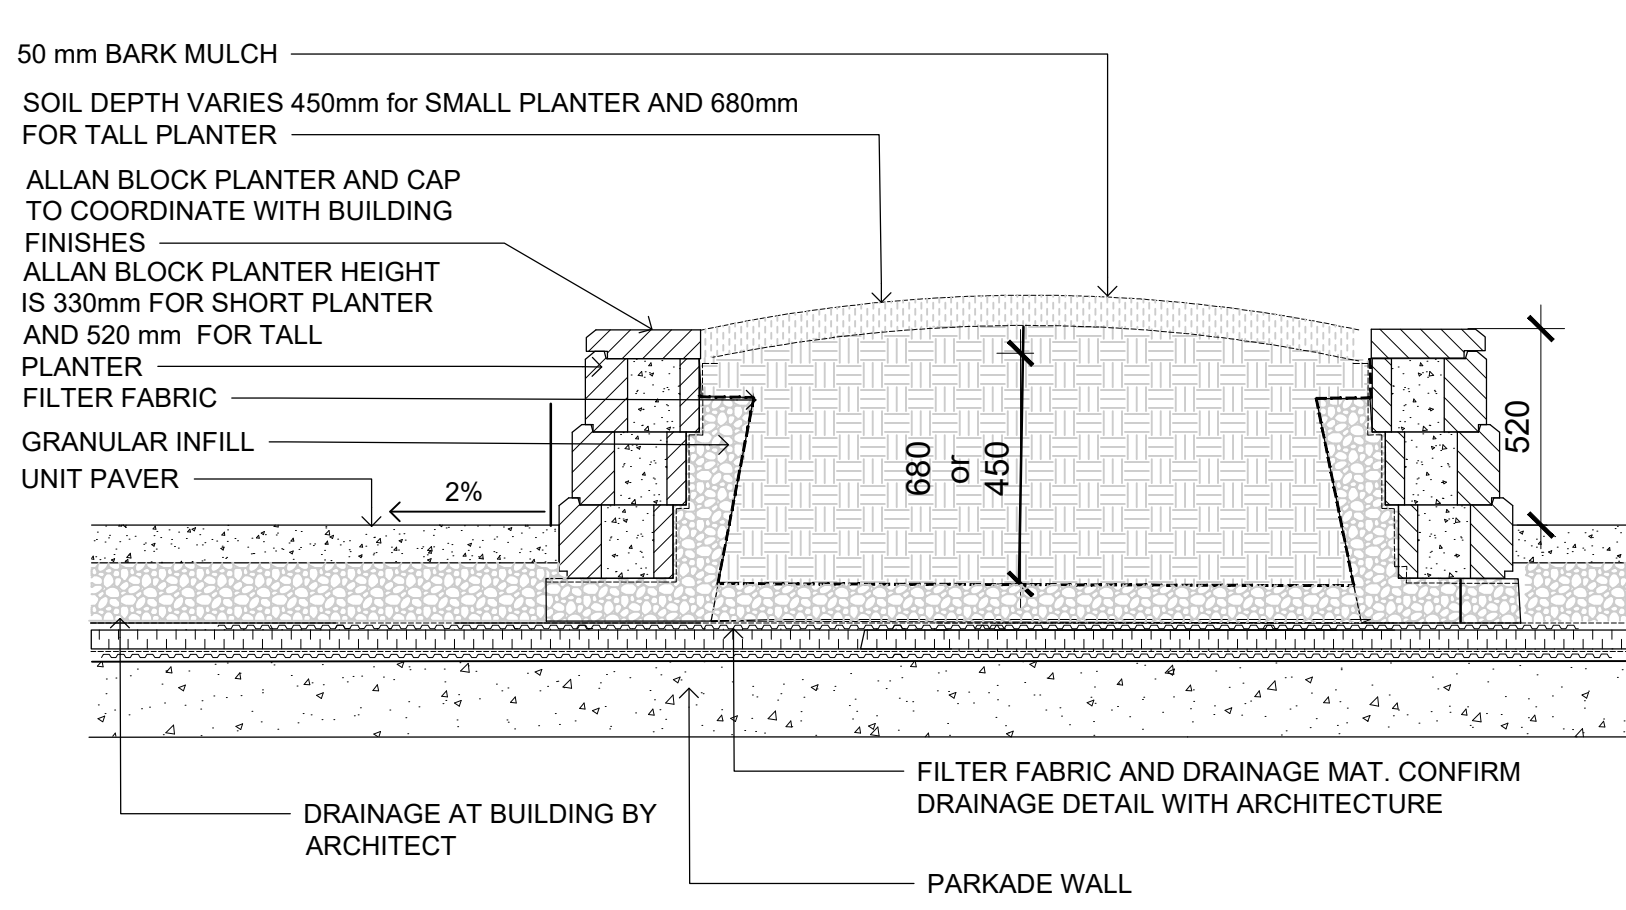 50 mm BARK MULCH
SOIL DEPTH VARIES 450mm for SMALL PLANTER AND 680mm
FOR TALL PLANTER
ALLAN BLOCK PLANTER AND CAP
TO COORDINATE WITH BUILDING
FINISHES
ALLAN BLOCK PLANTER HEIGHT
IS 330mm FOR SHORT PLANTER
AND 520 mm FOR TALL
PLANTER
FILTER FABRIC
GRANULAR INFILL
UNIT PAVER
2%
680
or
450
520
FILTER FABRIC AND DRAINAGE MAT. CONFIRM
DRAINAGE DETAIL WITH ARCHITECTURE
DRAINAGE AT BUILDING BY
ARCHITECT
PARKADE WALL